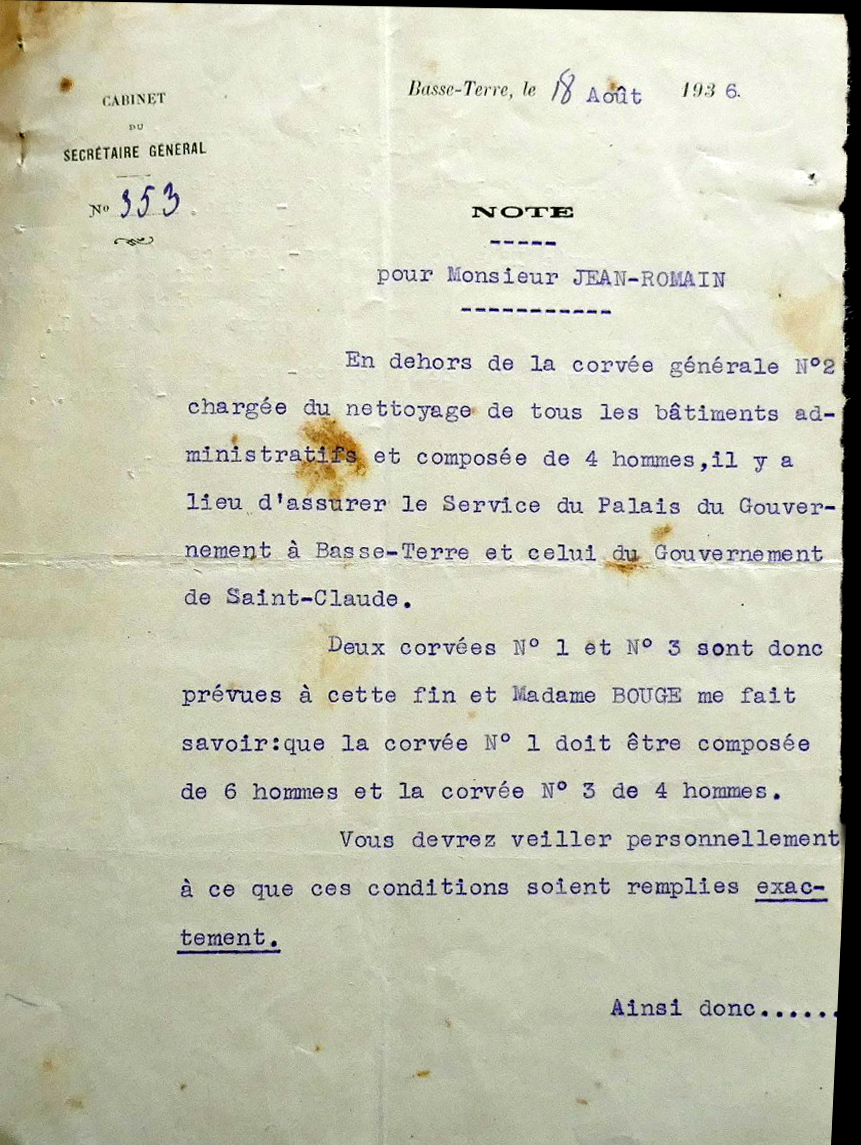 CABINET
DU
SECRÉTAIRE GÉNÉRAL
No 353
Basse-Terre, le 18 Août 1936.
NOTE
-----
pour Monsieur JEAN-ROMAIN
------------
En dehors de la corvée générale N°2
chargée du nettoyage de tous les bâtiments ad-
ministratifs et composée de 4 hommes,il y a
lieu d'assurer le Service du Palais du Gouver-
nement à Basse-Terre et celui du Gouvernement
de Saint-Claude.
Deux corvées N° 1 et N° 3 sont donc
prévues à cette fin et Madame BOUGE me fait
savoir:que la corvée N° 1 doit être composée
de 6 hommes et la corvée N° 3 de 4 hommes.
Vous devrez veiller personnellement
à ce que ces conditions soient remplies exac-
tement.
Ainsi donc......